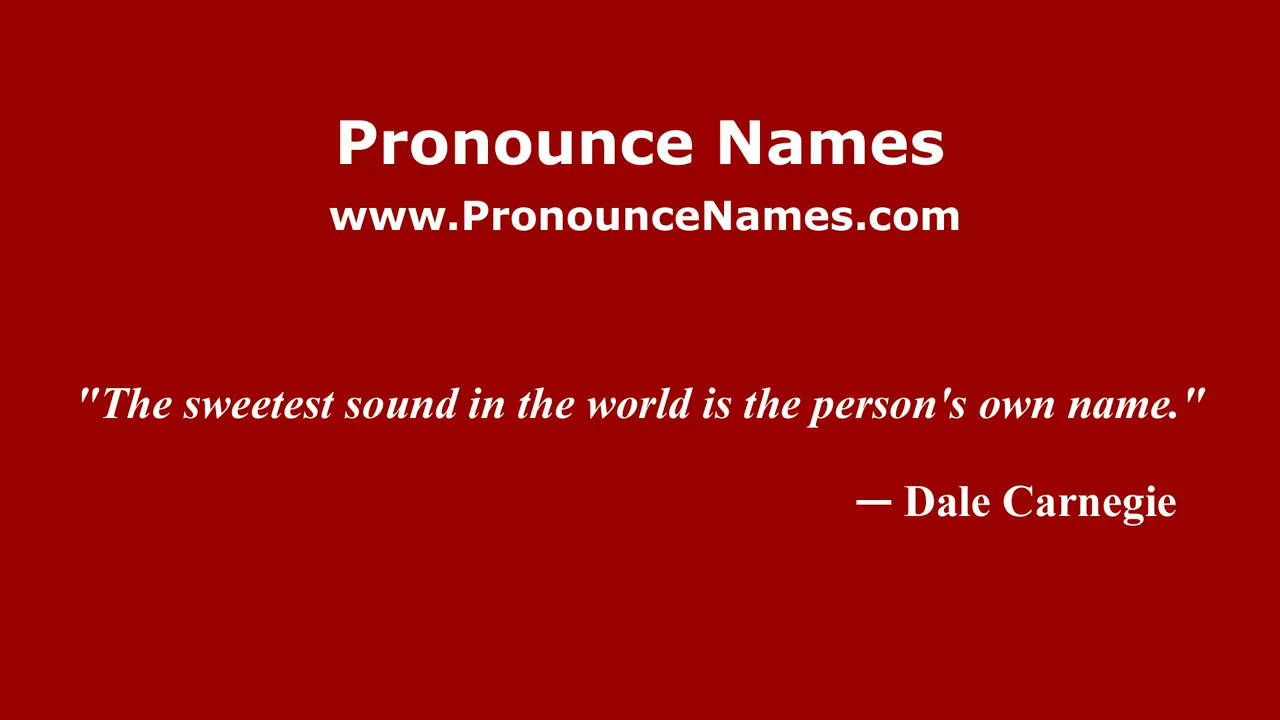 Pronounce Names
www.PronounceNames.com
"The sweetest sound in the world is the person's own name."
— Dale Carnegie